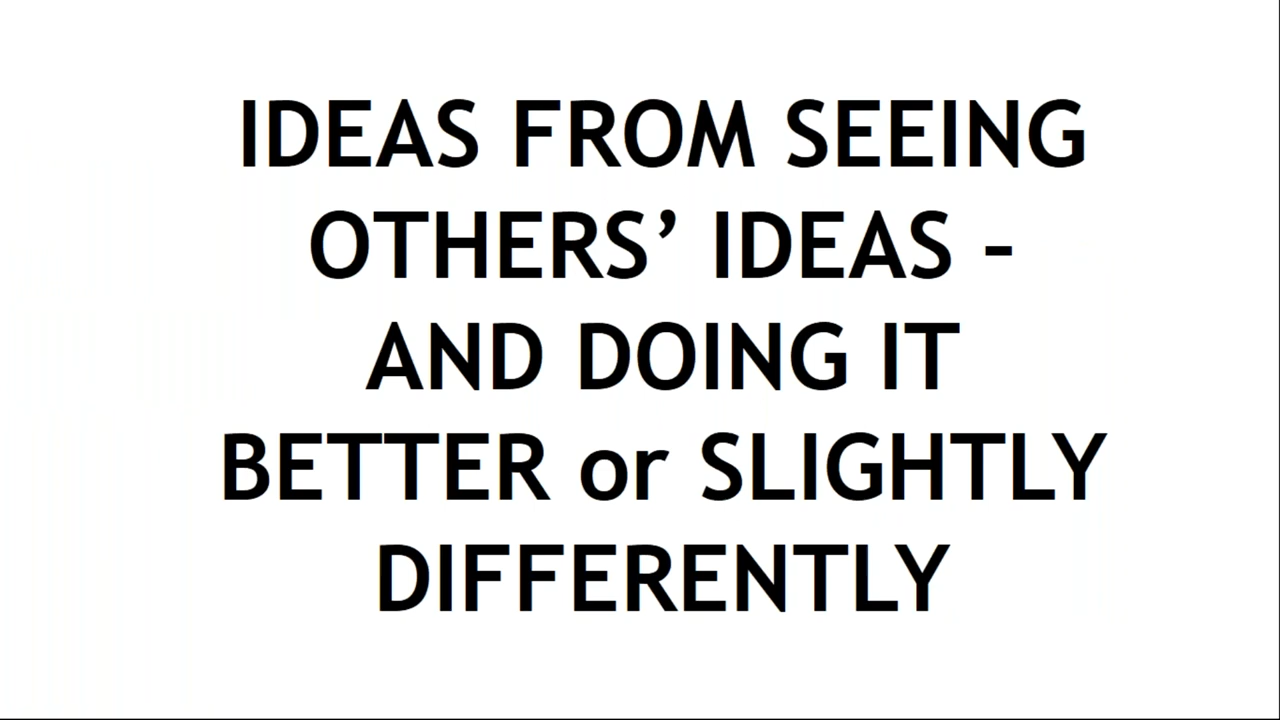 IDEAS FROM SEEING
OTHERS’ IDEAS –
AND DOING IT
BETTER or SLIGHTLY
DIFFERENTLY